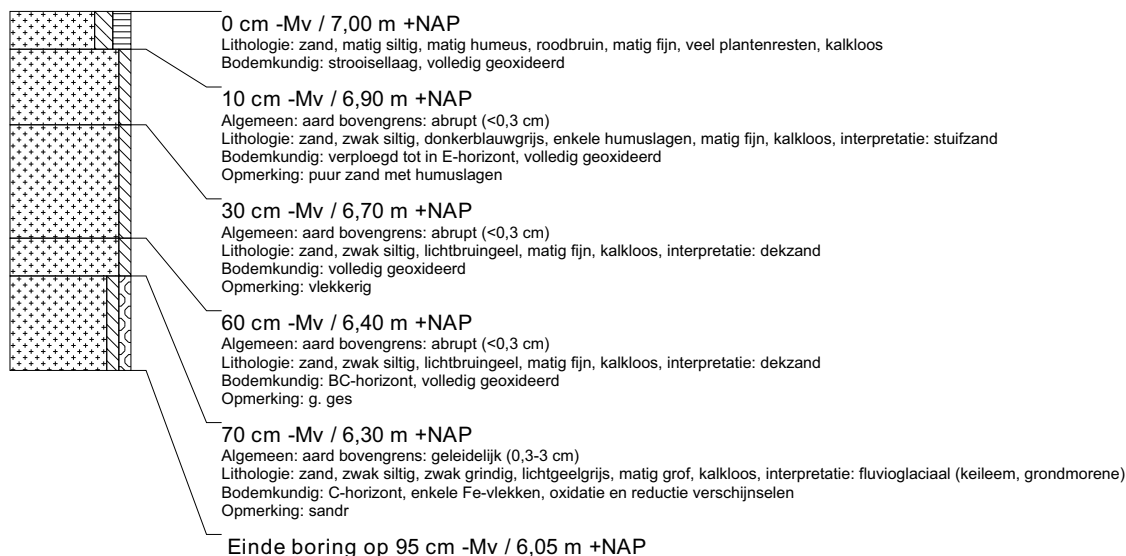 0 cm -Mv / 7,00 m +NAP
Lithologie: zand, matig siltig, matig humeus, roodbruin, matig fijn, veel plantenresten, kalkloos
Bodemkundig: strooisellaag, volledig geoxideerd
10 cm -Mv / 6,90 m +NAP
Algemeen: aard bovengrens: abrupt (<0,3 cm)
Lithologie: zand, zwak siltig, donkerblauwgrijs, enkele humuslagen, matig fijn, kalkloos, interpretatie: stuifzand
Bodemkundig: verploegd tot in E-horizont, volledig geoxideerd
Opmerking: puur zand met humuslagen
30 cm -Mv / 6,70 m +NAP
Algemeen: aard bovengrens: abrupt (<0,3 cm)
Lithologie: zand, zwak siltig, lichtbruingeel, matig fijn, kalkloos, interpretatie: dekzand
Bodemkundig: volledig geoxideerd
Opmerking: vlekkerig
60 cm -Mv / 6,40 m +NAP
Algemeen: aard bovengrens: abrupt (<0,3 cm)
Lithologie: zand, zwak siltig, lichtbruingeel, matig fijn, kalkloos, interpretatie: dekzand
Bodemkundig: BC-horizont, volledig geoxideerd
Opmerking: g. ges
70 cm -Mv / 6,30 m +NAP
Algemeen: aard bovengrens: geleidelijk (0,3-3 cm)
Lithologie: zand, zwak siltig, zwak grindig, lichtgeelgrijs, matig grof, kalkloos, interpretatie: fluvioglaciaal (keileem, grondmorene)
Bodemkundig: C-horizont, enkele Fe-vlekken, oxidatie en reductie verschijnselen
Opmerking: sandr
Einde boring op 95 cm -Mv / 6,05 m +NAP